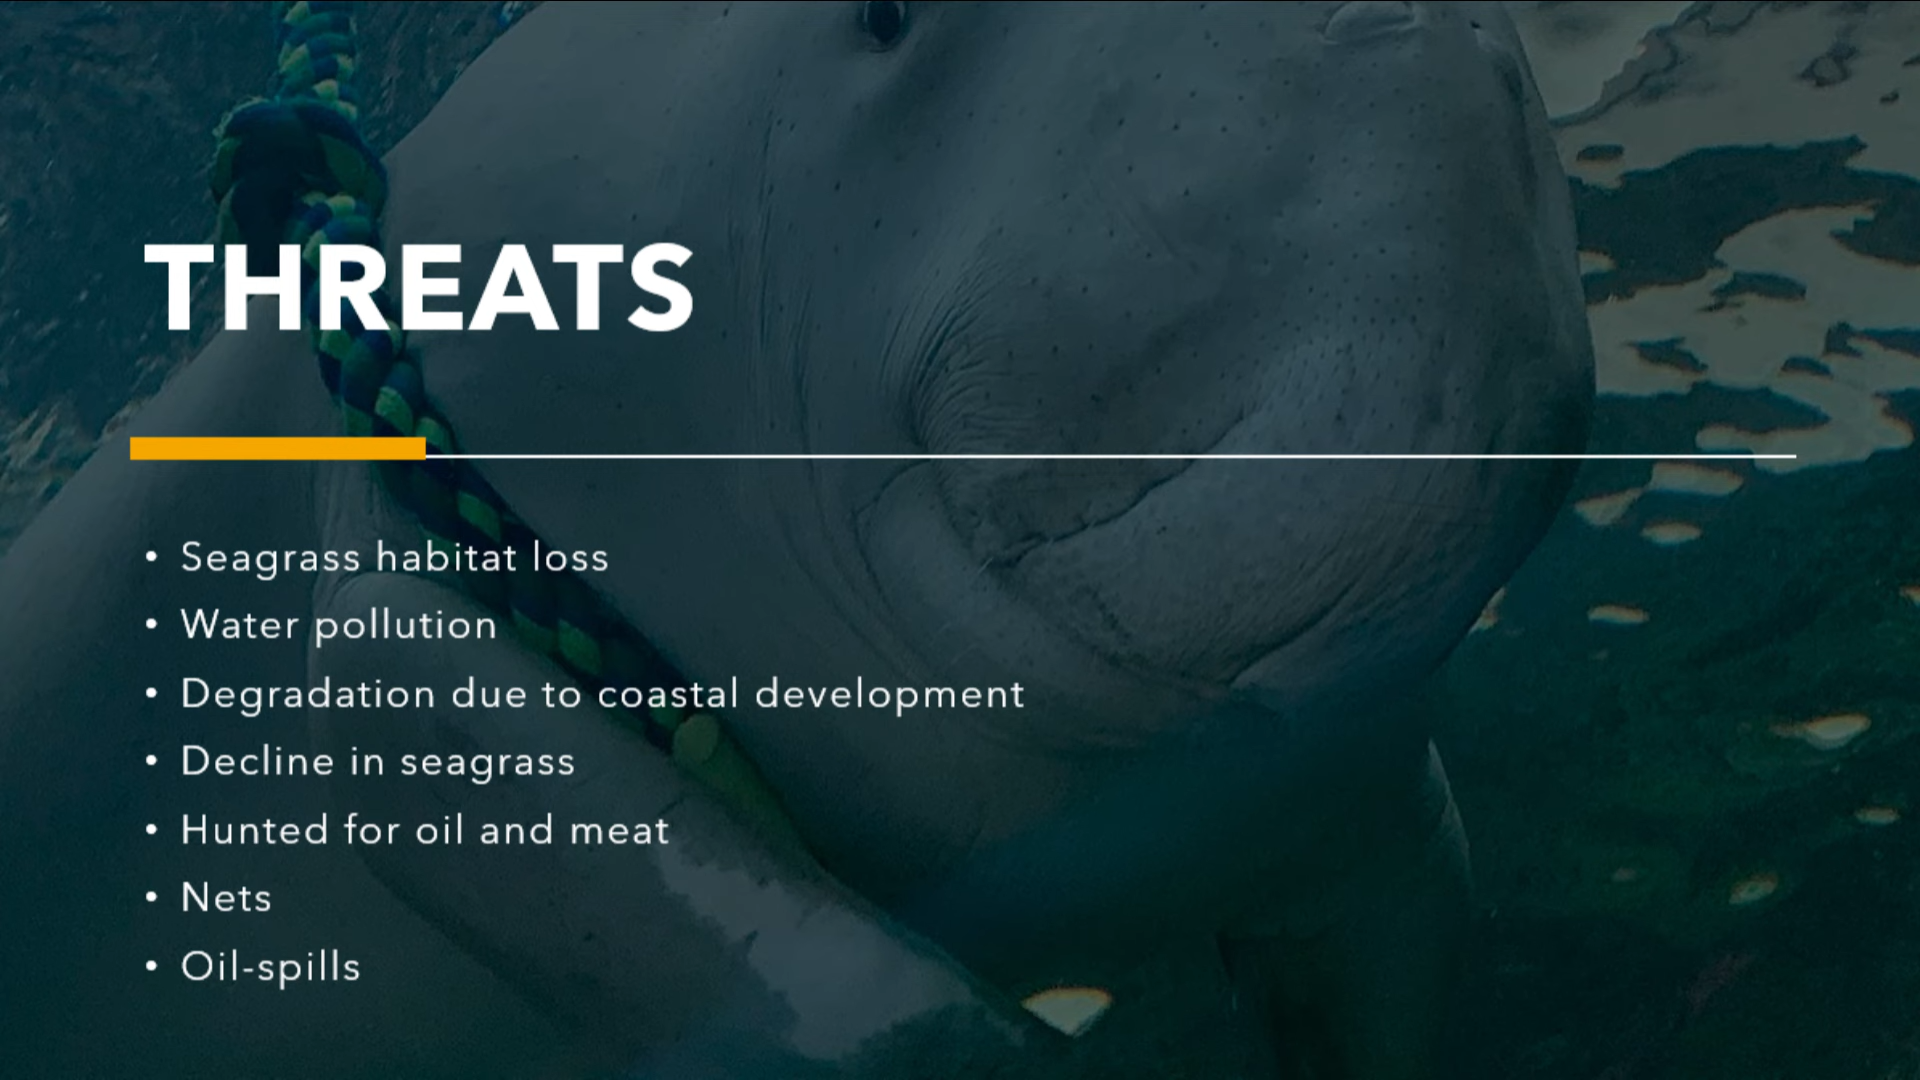 THREATS
• Seagrass habitat loss
• Water pollution
• Degradation due to coastal development
• Decline in seagrass
• Hunted for oil and meat
• Nets
• Oil-spills